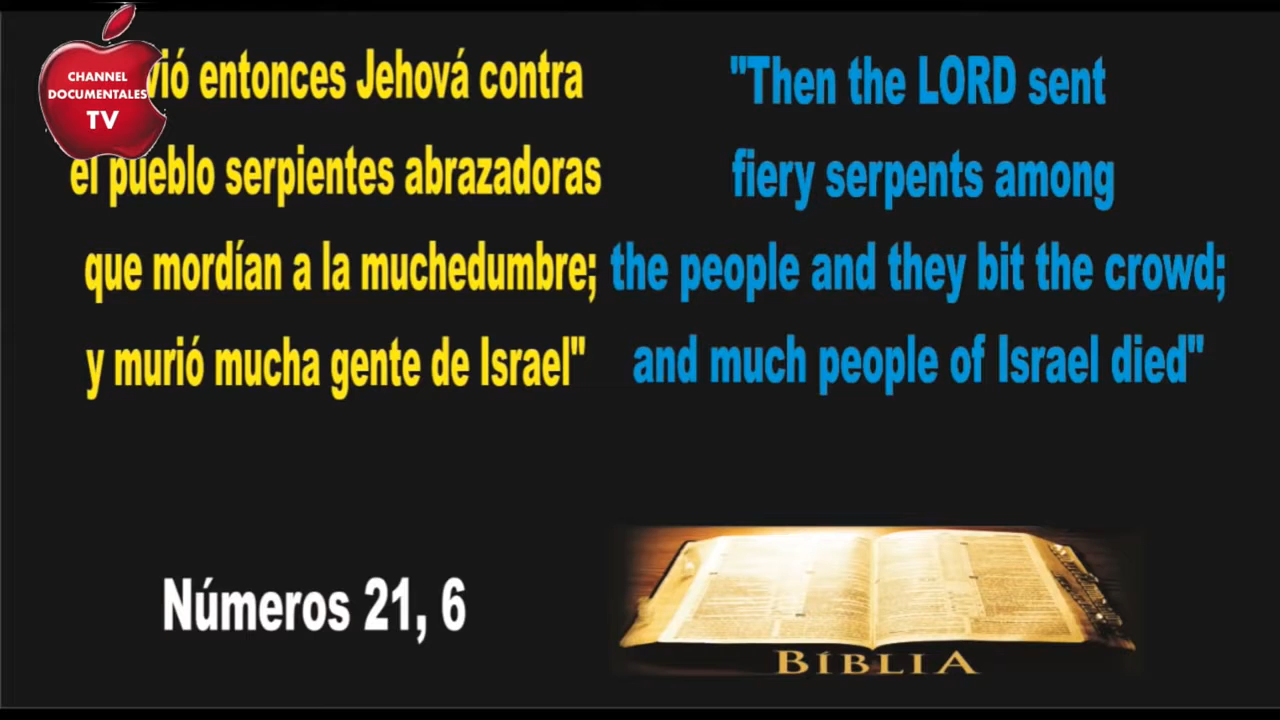 CHANNEL
DOCUMENTALES
TV
vió entonces Jehová contra
el pueblo serpientes abrazadoras
que mordían a la muchedumbre;
y murió mucha gente de Israel"
"Then the LORD sent
fiery serpents among
the people and they bit the crowd;
and much people of Israel died"
Números 21, 6
BÍBLIA